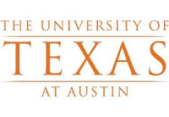 THE UNIVERSITY OF
TEXAS
AT AUSTIN